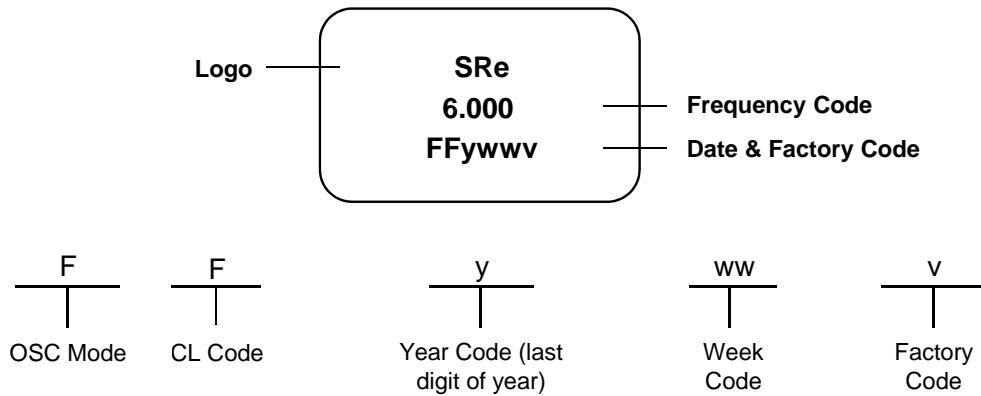 Logo
SRe
6.000
Frequency Code
FFywwv
Date & Factory Code
F F y ww v
OSC Mode CL Code Year Code (last digit of year) Week Code Factory Code